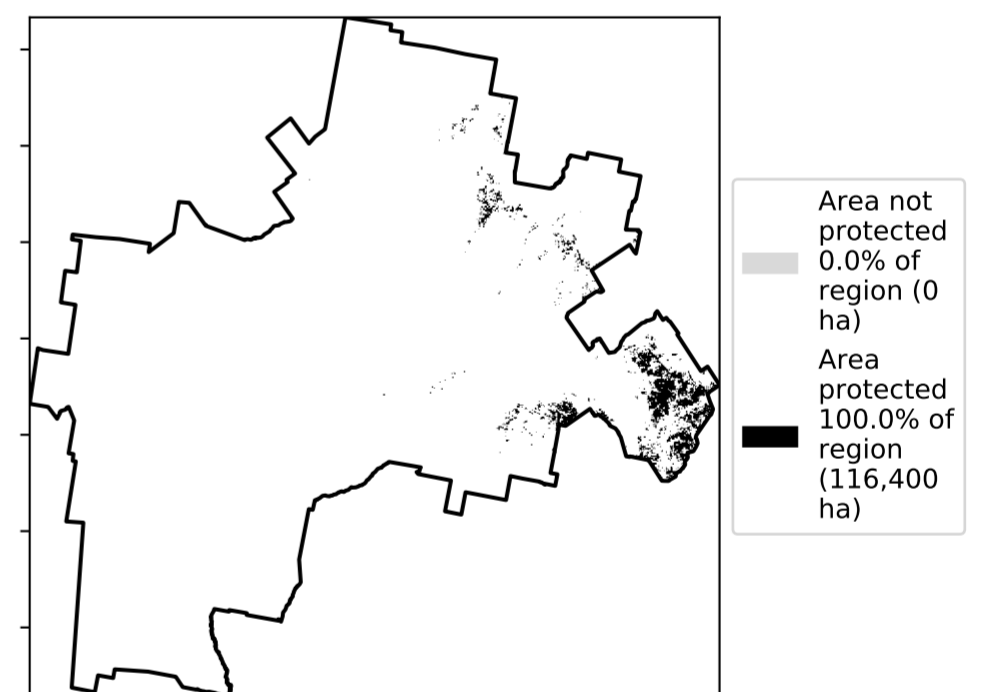 Area not
protected
0.0% of
region (0
ha)
Area
protected
100.0% of
region
(116,400
ha)